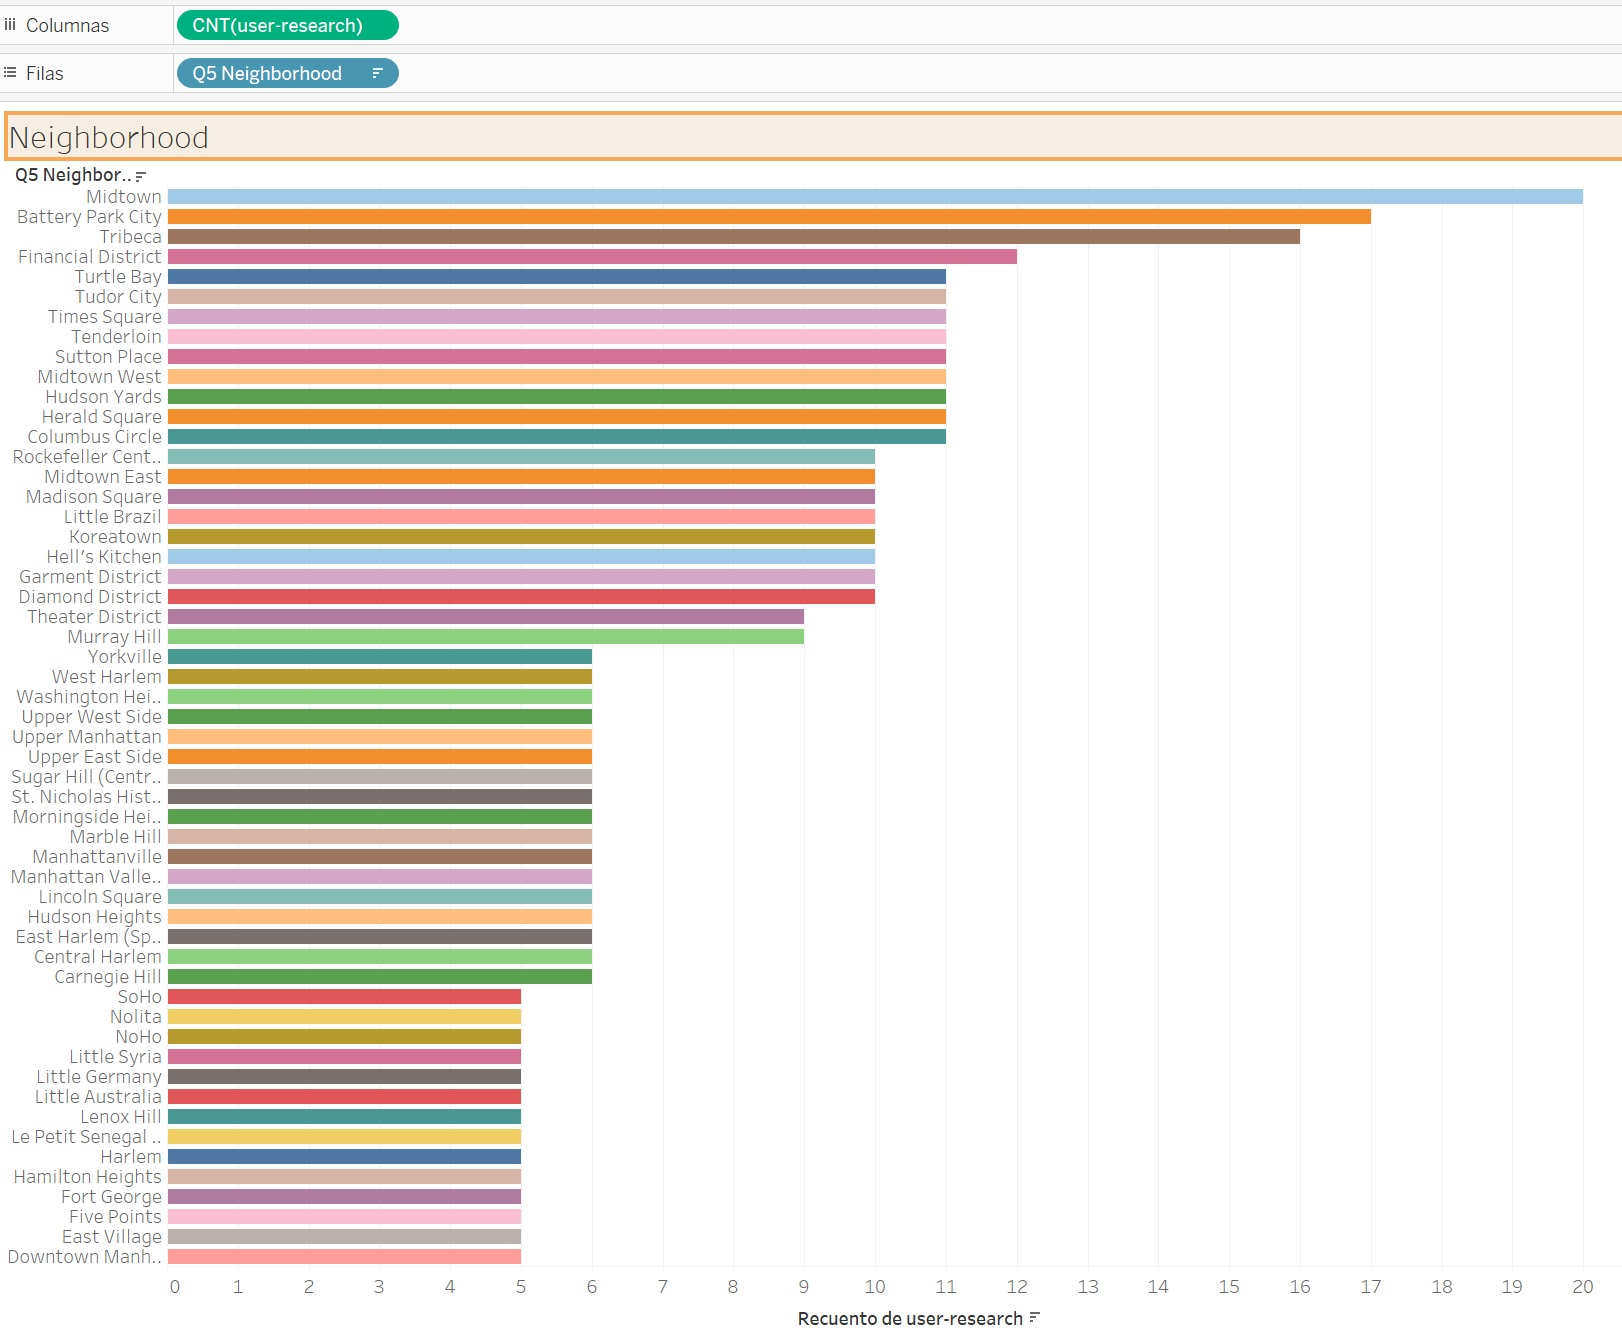 Columnas CNT(user-research)
Filas Q5 Neighborhood
Neighborhood
Q5 Neighbor..
Midtown
Battery Park City
Tribeca
Financial District
Turtle Bay
Tudor City
Times Square
Tenderloin
Sutton Place
Midtown West
Hudson Yards
Herald Square
Columbus Circle
Rockefeller Cent..
Midtown East
Madison Square
Little Brazil
Koreatown
Hell's Kitchen
Garment District
Diamond District
Theater District
Murray Hill
Yorkville
West Harlem
Washington Hei..
Upper West Side
Upper Manhattan
Upper East Side
Sugar Hill (Centr..
St. Nicholas Hist..
Morningside Hei..
Marble Hill
Manhattanville
Manhattan Valle..
Lincoln Square
Hudson Heights
East Harlem (Sp..
Central Harlem
Carnegie Hill
SoHo
Nolita
NoHo
Little Syria
Little Germany
Little Australia
Lenox Hill
Le Petit Senegal ..
Harlem
Hamilton Heights
Fort George
Five Points
East Village
Downtown Manh..
0 1 2 3 4 5 6 7 8 9 10 11 12 13 14 15 16 17 18 19 20
Recuento de user-research